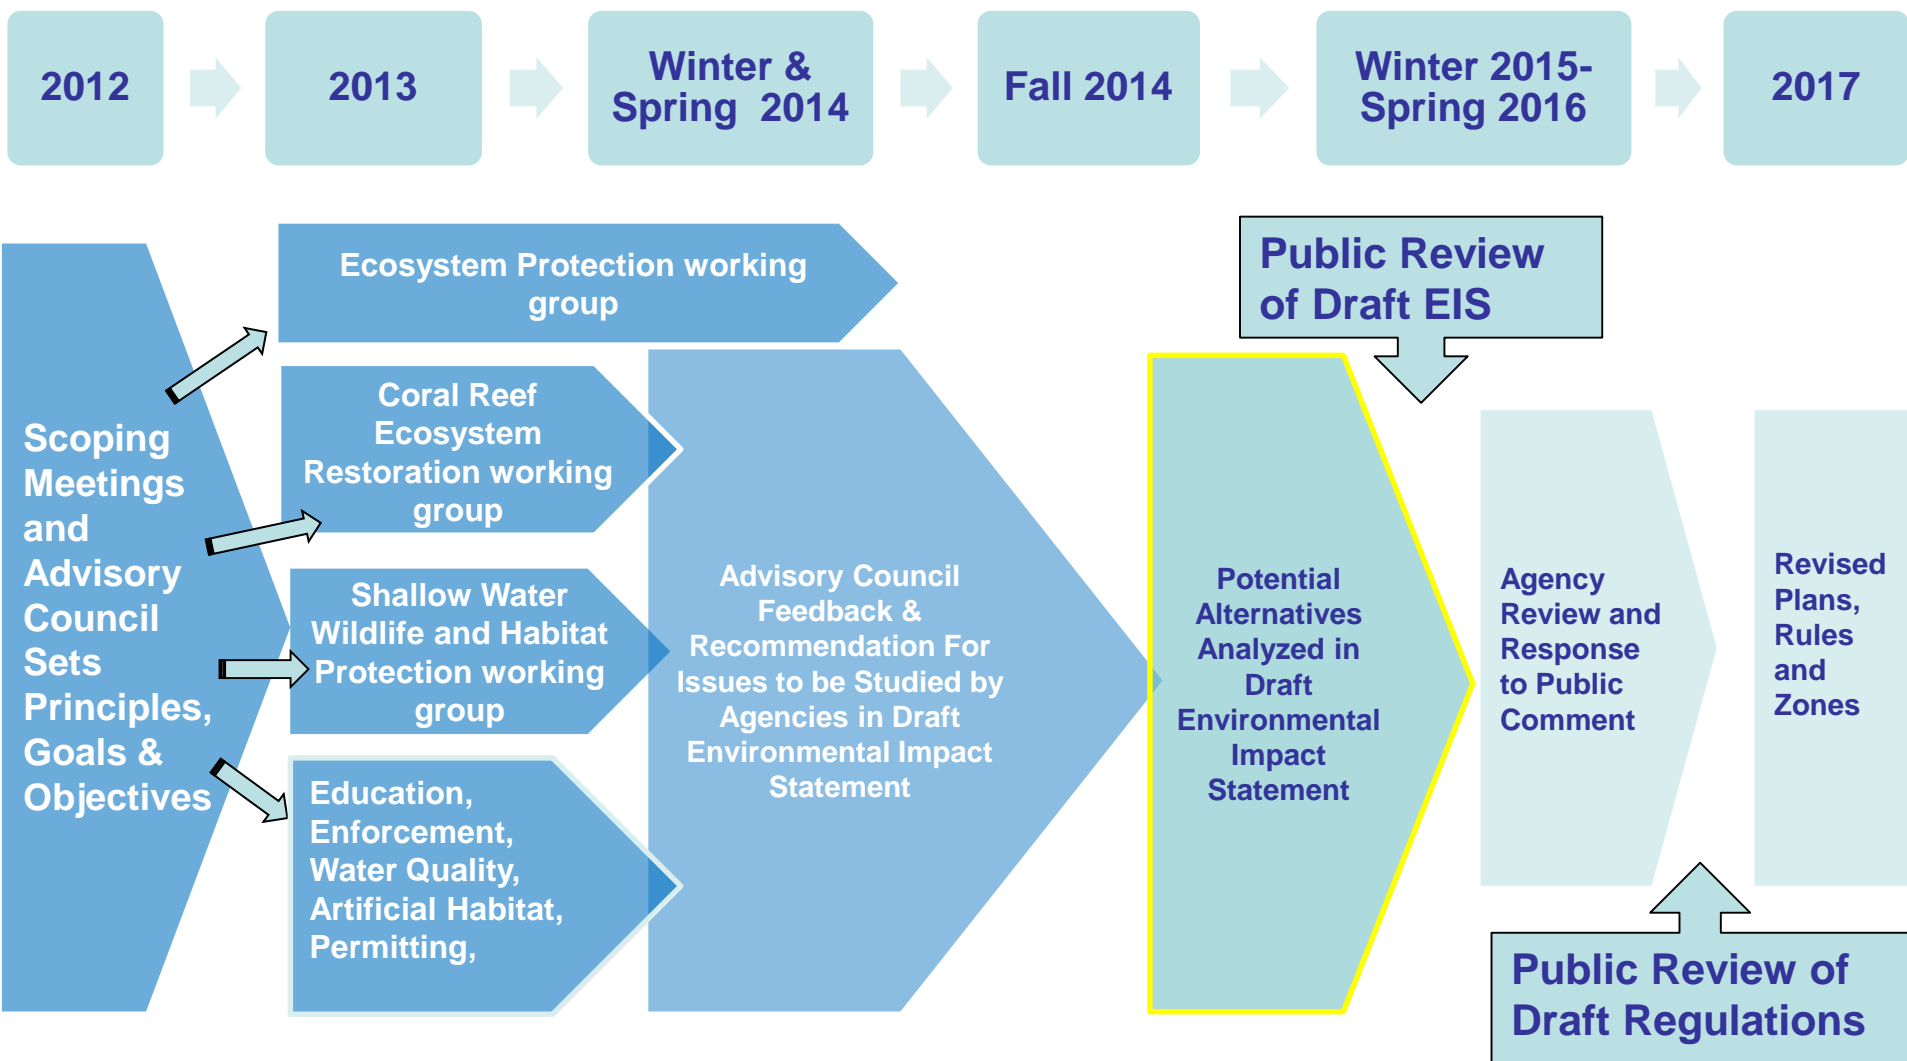 2012
2013
Winter &
Spring 2014
Fall 2014
Winter 2015-
Spring 2016
2017
Scoping
Meetings
and
Advisory
Council
Sets
Principles,
Goals &
Objectives
Ecosystem Protection working
group
Coral Reef
Ecosystem
Restoration working
group
Shallow Water
Wildlife and Habitat
Protection working
group
Education,
Enforcement,
Water Quality,
Artificial Habitat,
Permitting,
Advisory Council
Feedback &
Recommendation For
Issues to be Studied by
Agencies in Draft
Environmental Impact
Statement
Public Review
of Draft EIS
Potential
Alternatives
Analyzed in
Draft
Environmental
Impact
Statement
Agency
Review and
Response
to Public
Comment
Revised
Plans,
Rules
and
Zones
Public Review of
Draft Regulations